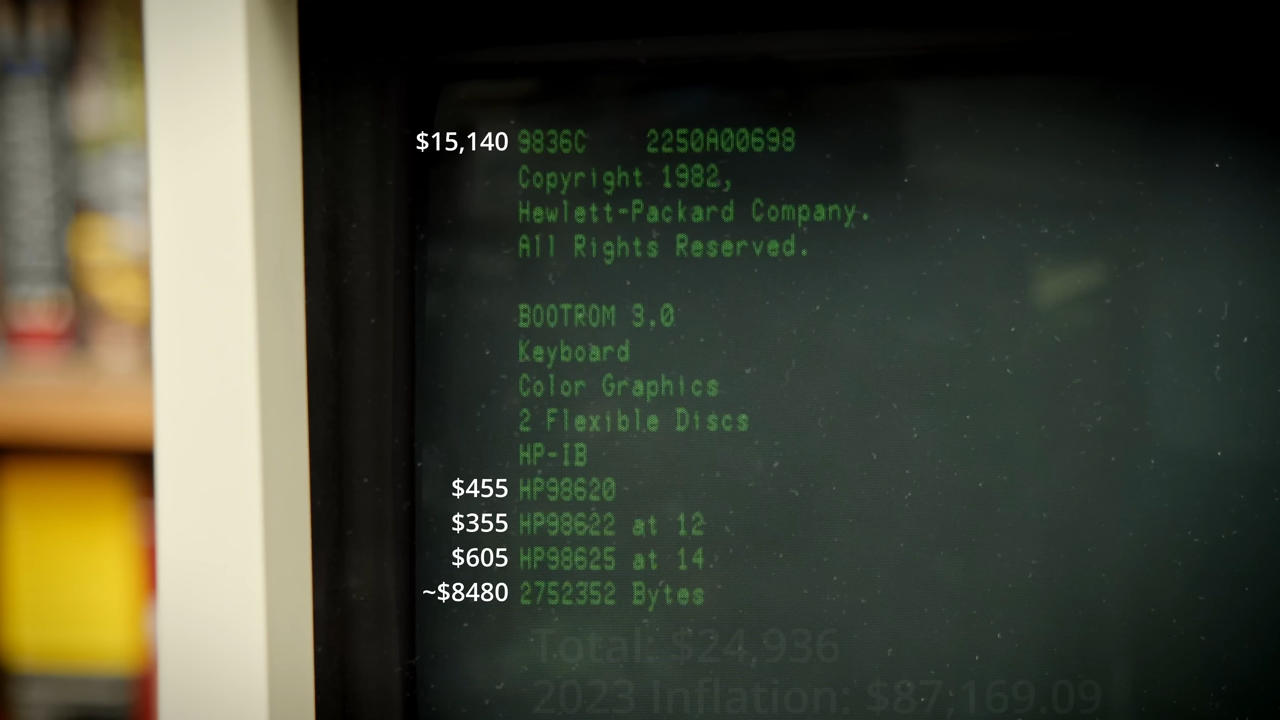 $15,140 9836C 2250A00698
Copyright 1982,
Hewlett-Packard Company.
All Rights Reserved.
BOOTROM 3.0
Keyboard
Color Graphics
2 Flexible Discs
HP-IB
$455 HP98620
$355 HP98622 at 12
$605 HP98625 at 14
~$8480 2752352 Bytes
Total: $24,936
2023 Inflation: $87,169.09